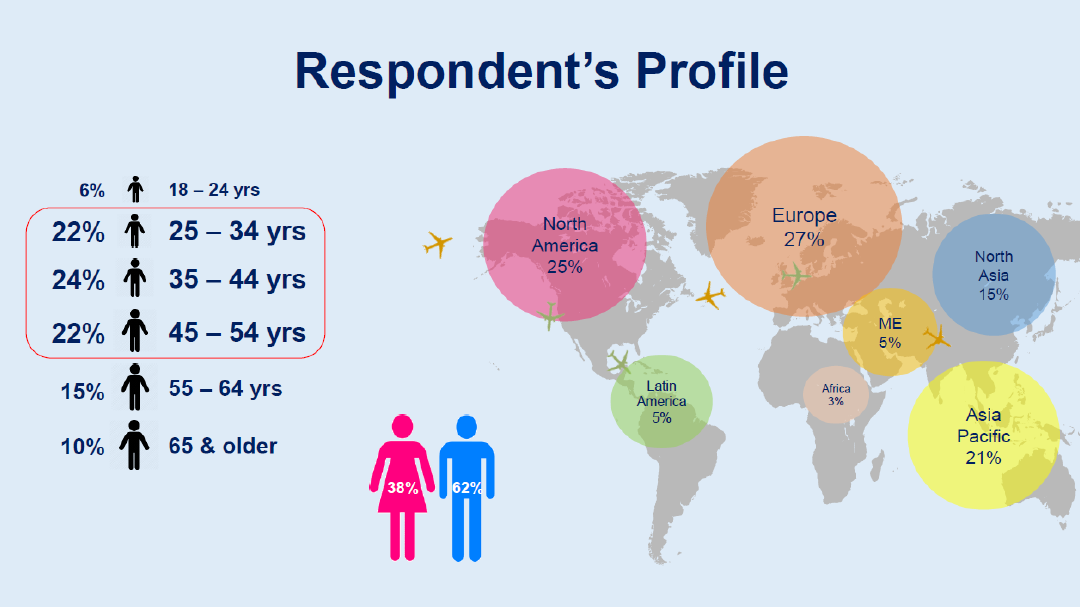 Respondent’s Profile
6% 18 – 24 yrs
22% 25 – 34 yrs
24% 35 – 44 yrs
22% 45 – 54 yrs
15% 55 – 64 yrs
10% 65 & older
38% 62%
North
America
25%
Europe
27%
North
Asia
15%
ME
5%
Latin
America
5%
Africa
3%
Asia
Pacific
21%